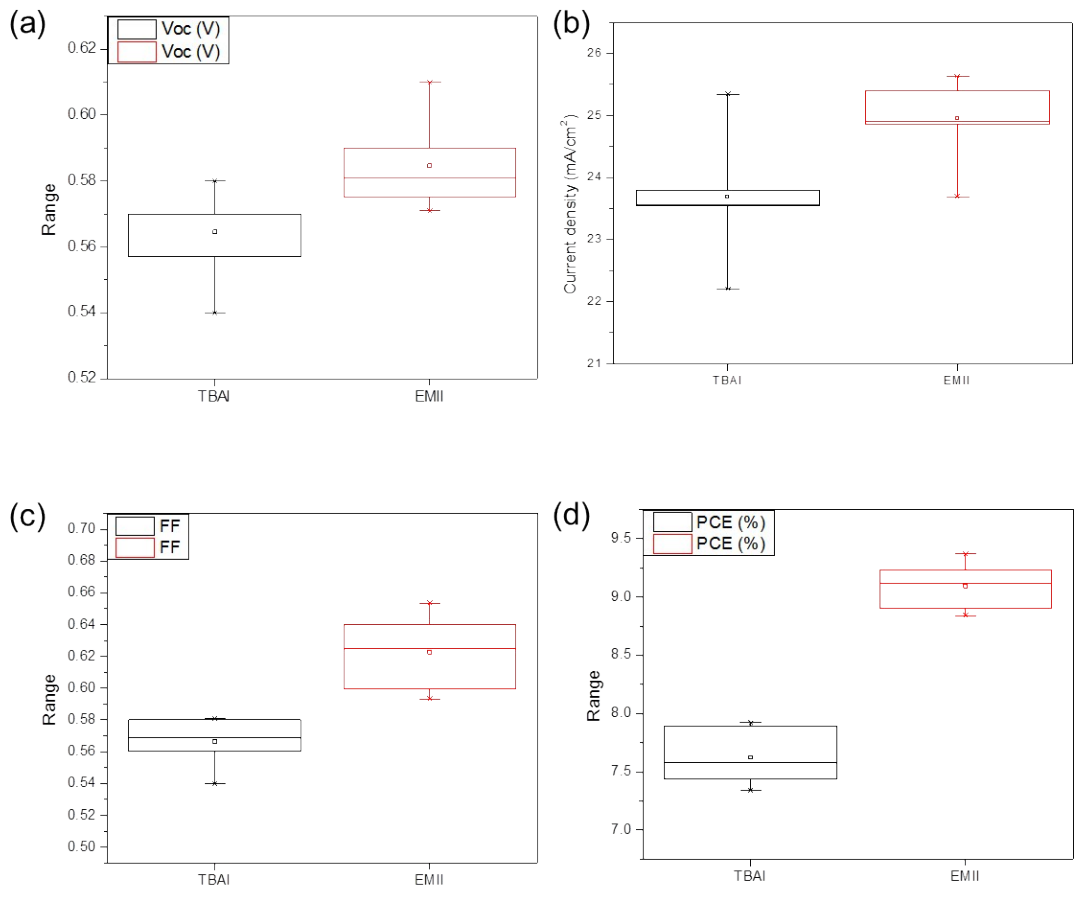 (a)
Voc (V)
Voc (V)
0.62
0.60
0.58
0.56
0.54
0.52
Range
TBAI
EMII
(b)
26
25
24
23
22
21
Current density (mA/cm²)
TBAI
EMII
(c)
FF
FF
0.70
0.68
0.66
0.64
0.62
0.60
0.58
0.56
0.54
0.52
0.50
Range
TBAI
EMII
(d)
PCE (%)
PCE (%)
9.5
9.0
8.5
8.0
7.5
7.0
Range
TBAI
EMII